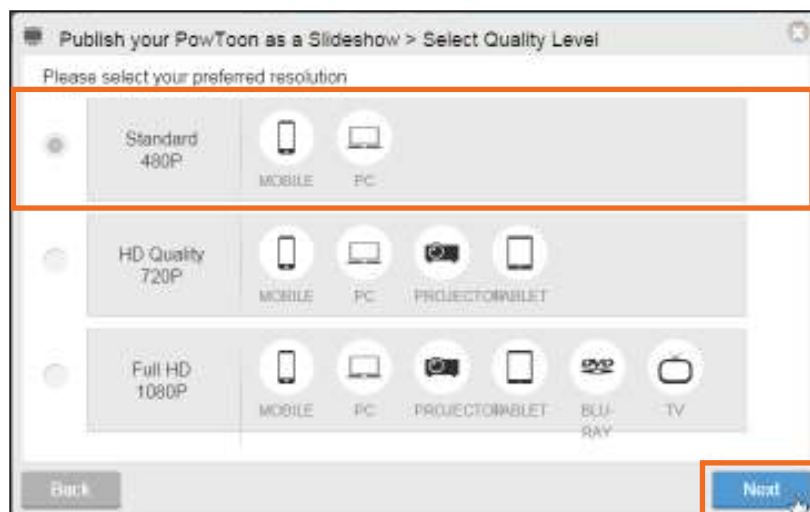 Publish your PowToon as a Slideshow > Select Quality Level
Please select your preferred resolution
Standard
480P
MOBILE PC
HD Quality
720P
MOBILE PC PROJECTOR TABLET
Full HD
1080P
MOBILE PC PROJECTOR TABLET BLU-
RAY
TV
DVD
Back Next